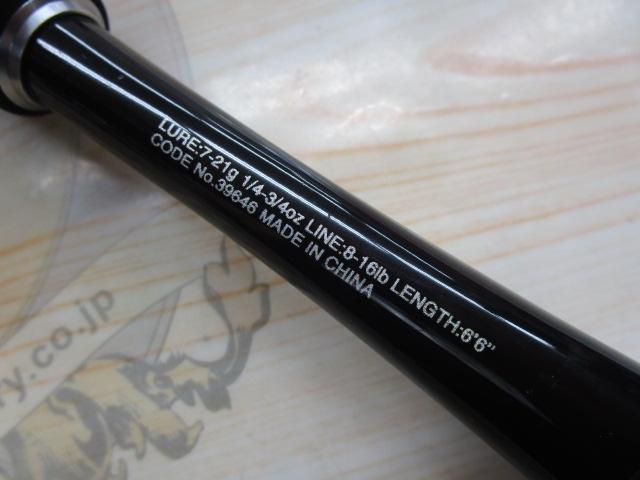 LURE:7-21g 1/4-3/4oz LINE:8-16lb LENGTH:6'6"
CODE No.39646 MADE IN CHINA
ry.co.jp